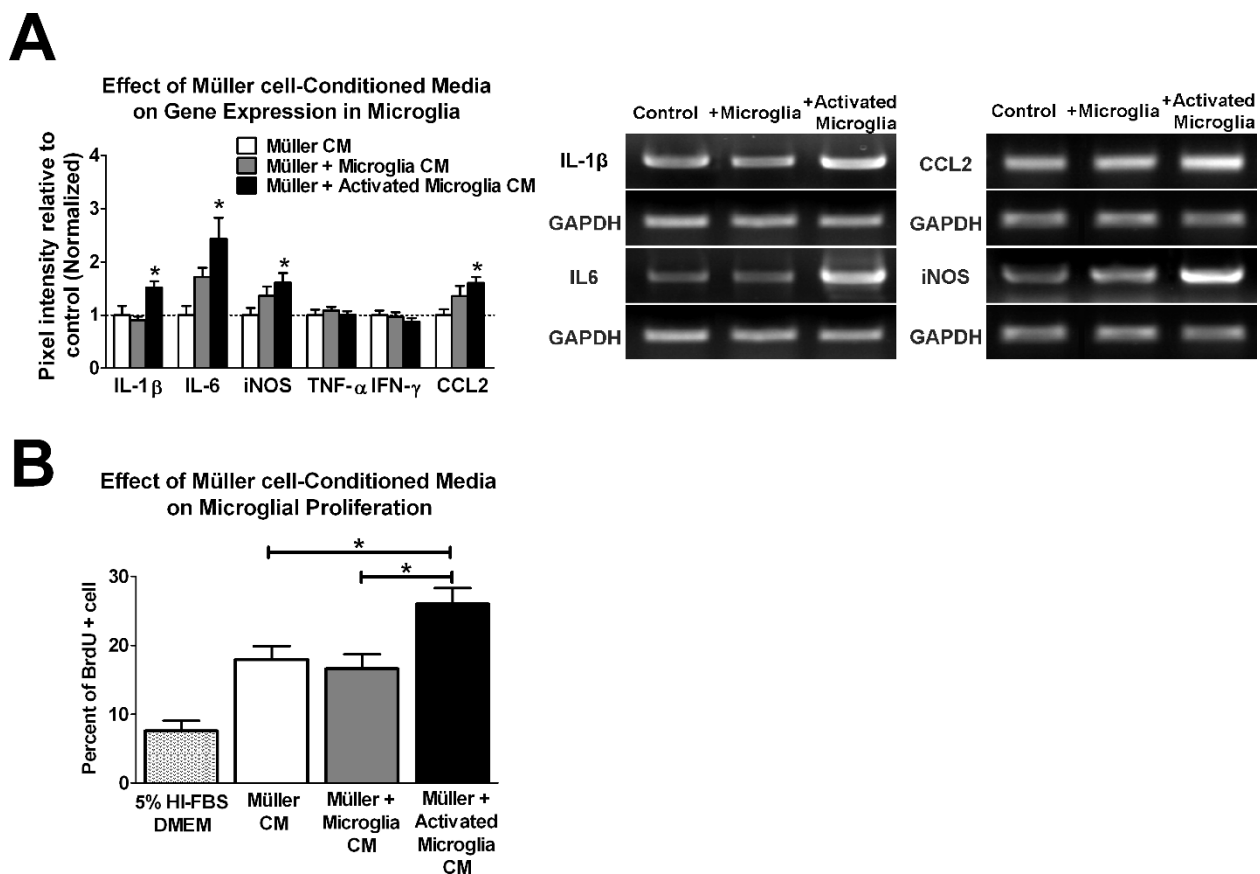 A
Effect of Müller cell-Conditioned Media
on Gene Expression in Microglia
Müller CM
Müller + Microglia CM
Müller + Activated Microglia CM
Pixel intensity relative to
control (Normalized)
4
3
2
1
0
* * * *
IL-1β IL-6 iNOS TNF-α IFN-γ CCL2
Control +Microglia +Activated
Microglia
IL-1β
GAPDH
IL6
GAPDH
Control +Microglia +Activated
Microglia
CCL2
GAPDH
iNOS
GAPDH
B
Effect of Müller cell-Conditioned Media
on Microglial Proliferation
*
*
Percent of BrdU + cell
30
20
10
0
5% HI-FBS
DMEM
Müller
CM
Müller +
Microglia
CM
Müller +
Activated
Microglia
CM